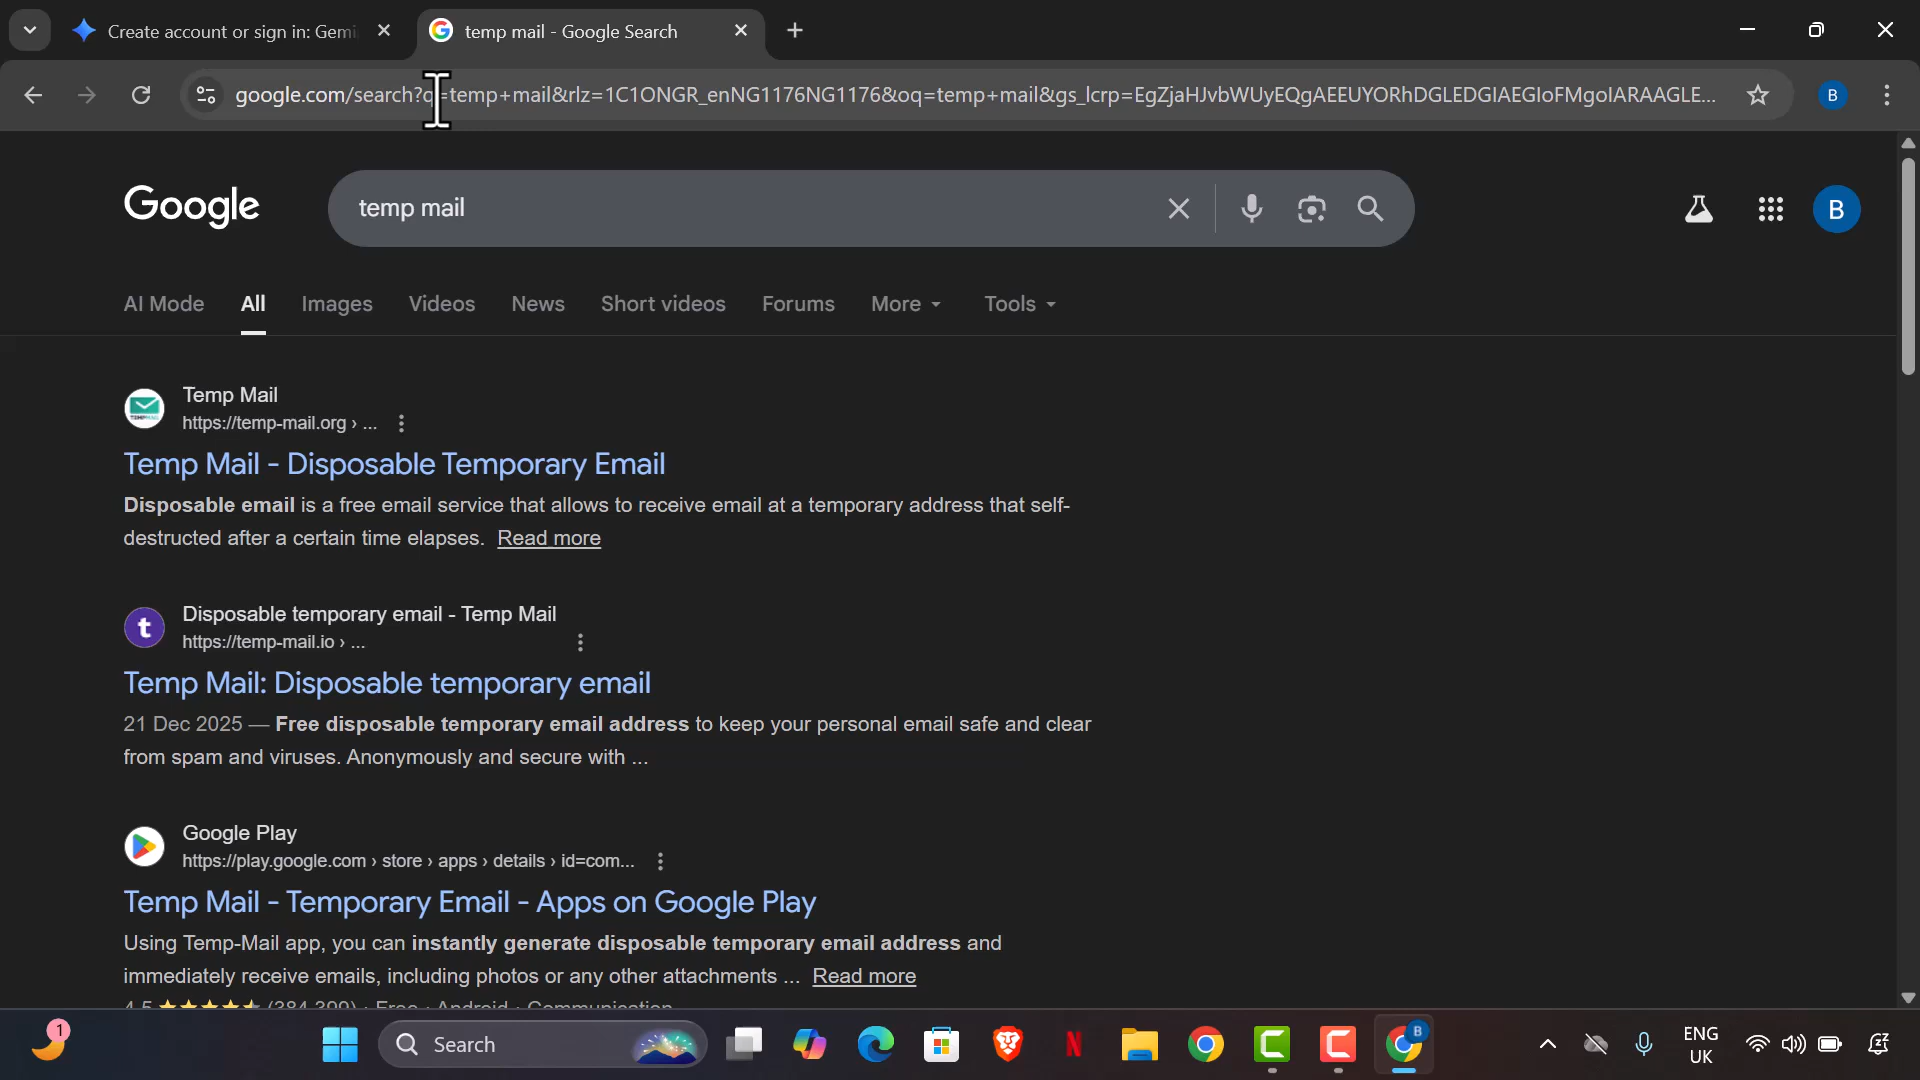 Create account or sign in: Gemi
temp mail - Google Search
google.com/search?q=temp+mail&rlz=1C1ONGR_enNG1176NG1176&oq=temp+mail&gs_lcrp=EgZjaHJvbWUyEQgAEEUYORhDGLEDGIAEGIoFMgoIARAAGLE...
B
Google
temp mail
B
AI Mode
All
Images
Videos
News
Short videos
Forums
More
Tools
Temp Mail
https://temp-mail.org › ...
Temp Mail - Disposable Temporary Email
Disposable email is a free email service that allows to receive email at a temporary address that self-
destructed after a certain time elapses. Read more
t
Disposable temporary email - Temp Mail
https://temp-mail.io › ...
Temp Mail: Disposable temporary email
21 Dec 2025 — Free disposable temporary email address to keep your personal email safe and clear
from spam and viruses. Anonymously and secure with ...
Google Play
https://play.google.com › store › apps › details › id=com...
Temp Mail - Temporary Email - Apps on Google Play
Using Temp-Mail app, you can instantly generate disposable temporary email address and
immediately receive emails, including photos or any other attachments ... Read more
4.5 (384,399) · Free · Android · Communication
1
Search
B
ENG
UK